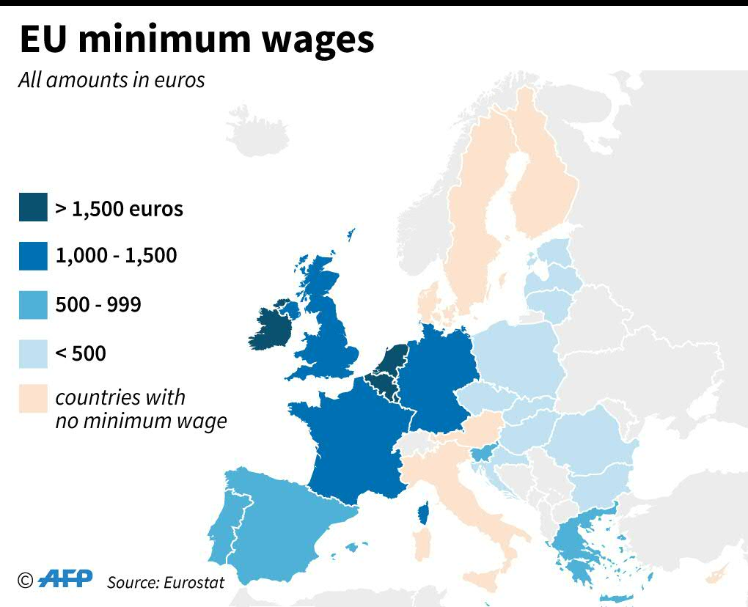 EU minimum wages
All amounts in euros
> 1,500 euros
1,000 - 1,500
500 - 999
< 500
countries with
no minimum wage
© AFP Source: Eurostat